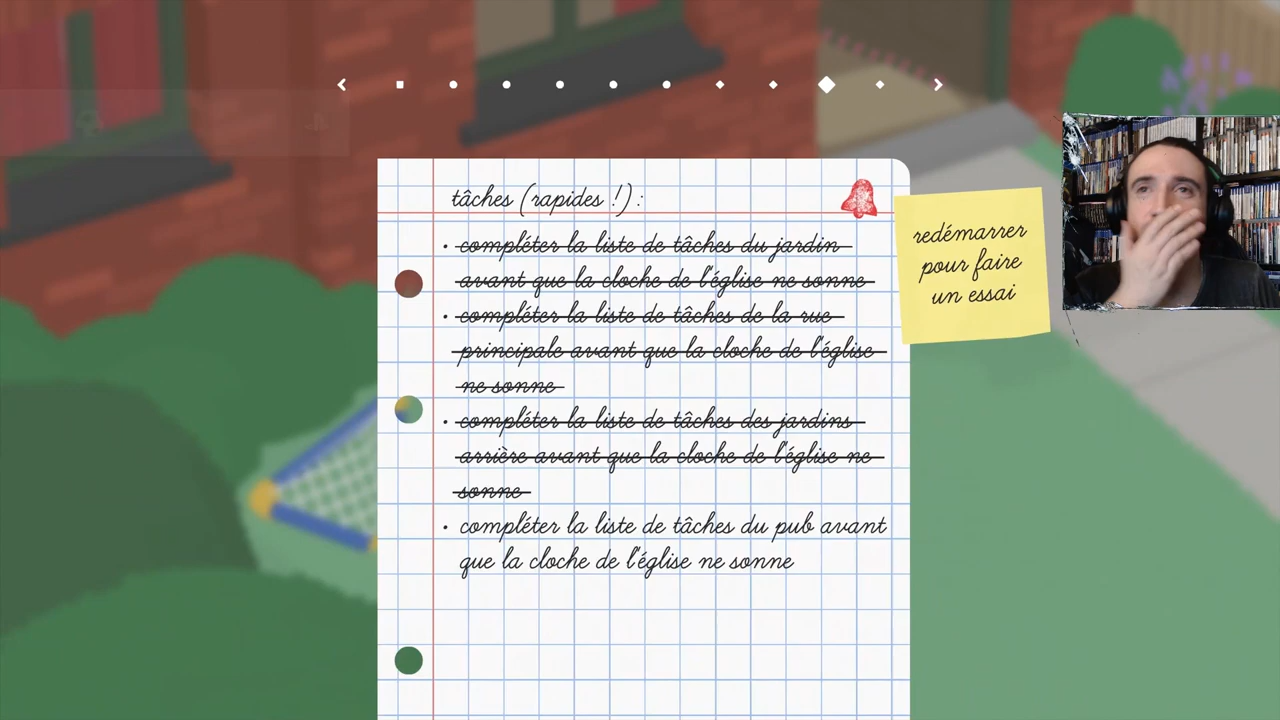 tâches (rapides !) :
• compléter la liste de tâches du jardin
avant que la cloche de l'église ne sonne
• compléter la liste de tâches de la rue
principale avant que la cloche de l'église
ne sonne
• compléter la liste de tâches des jardins
arrière avant que la cloche de l'église ne
sonne
• compléter la liste de tâches du pub avant
que la cloche de l'église ne sonne
redémarrer
pour faire
un essai